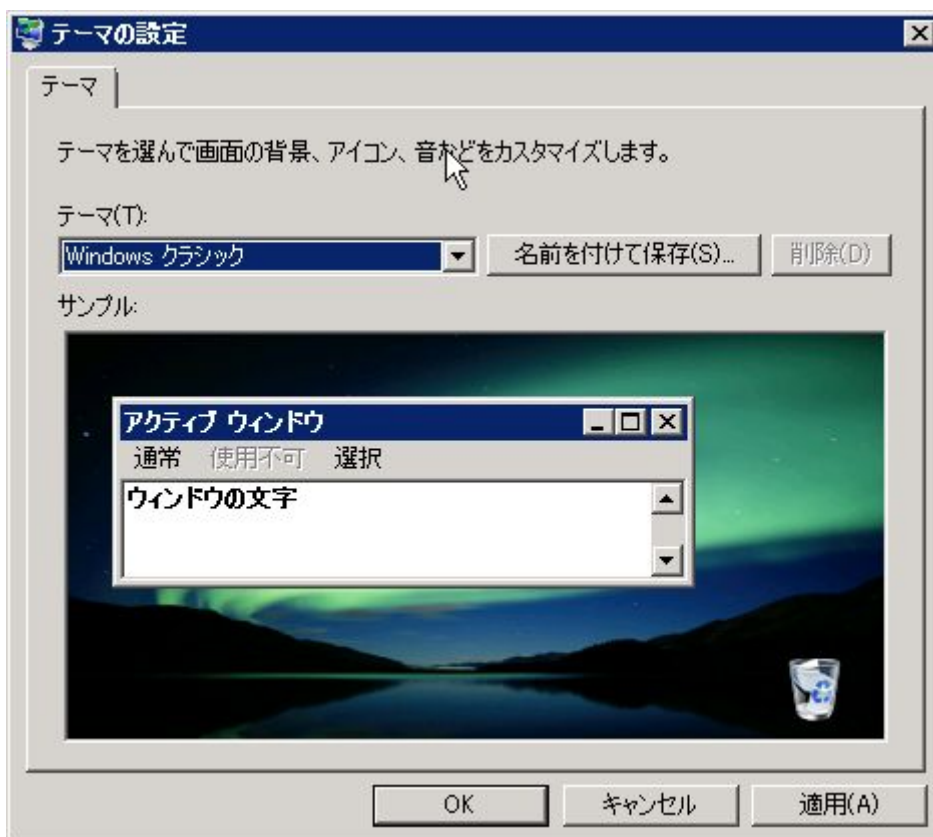 テーマの設定
テーマ
テーマを選んで画面の背景、アイコン、音などをカスタマイズします。
テーマ(T):
Windows クラシック 名前を付けて保存(S)... 削除(D)
サンプル:
アクティブ ウィンドウ
通常 使用不可 選択
ウィンドウの文字
OK キャンセル 適用(A)